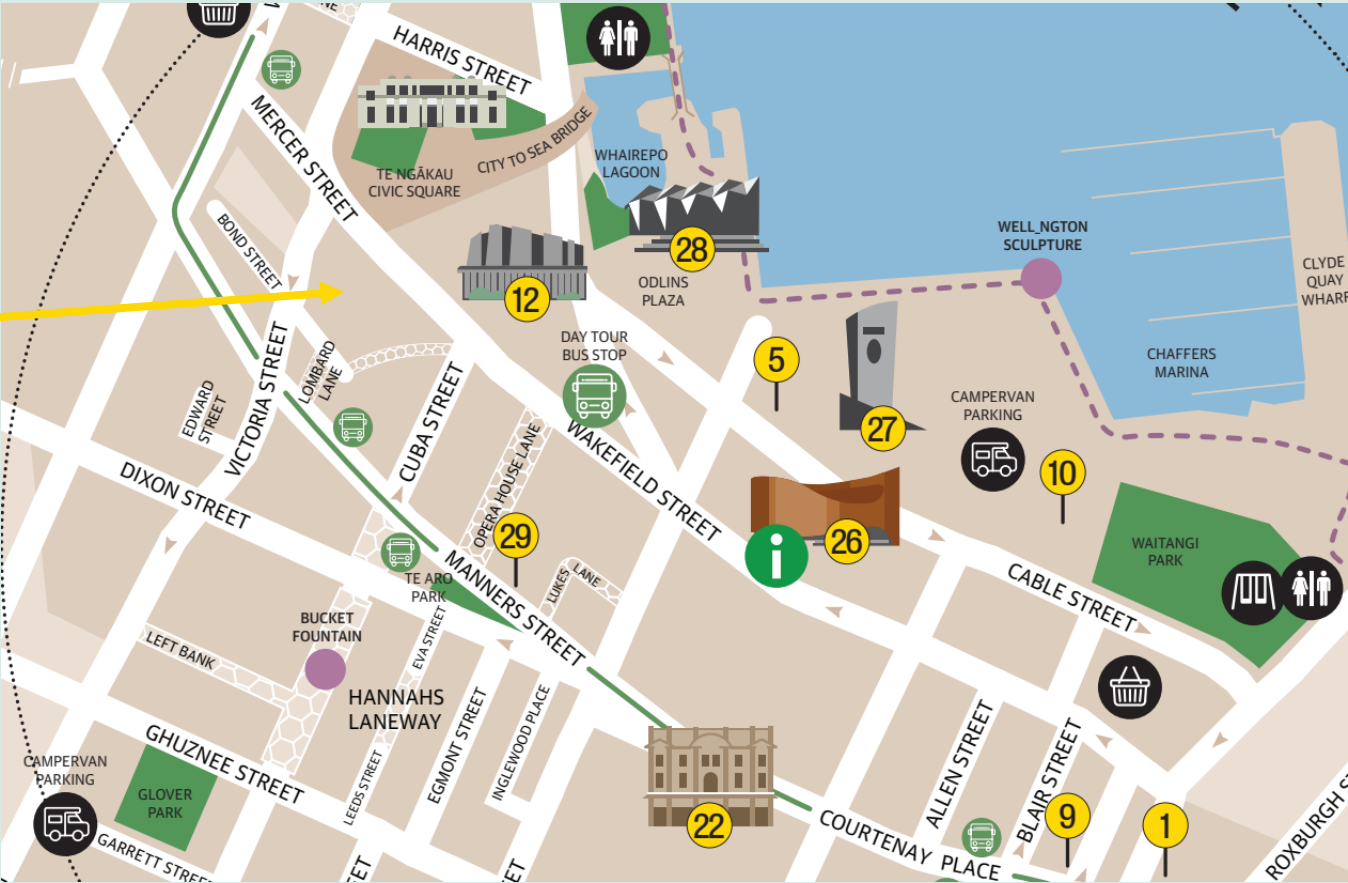 NE
HARRIS STREET
MERCER STREET
TE NGĀKAU
CIVIC SQUARE
CITY TO SEA BRIDGE
WHAIREPO
LAGOON
BOND STREET
28
12
ODLINS
PLAZA
WELL_NGTON
SCULPTURE
CLYDE
QUAY
WHARF
CHAFFERS
MARINA
DAY TOUR
BUS STOP
5
27
CAMPERVAN
PARKING
10
EDWARD
STREET
VICTORIA STREET
LOMBARD
LANE
CUBA STREET
DIXON STREET
OPERA HOUSE LANE
WAKEFIELD STREET
29
i
26
WAITANGI
PARK
CABLE STREET
MANNERS STREET
TE ARO
PARK
LUKES LANE
BUCKET
FOUNTAIN
LEFT BANK
EVA STREET
HANNAHS
LANEWAY
GHUZNEE STREET
LEEDS STREET
EGMONT STREET
INGLEWOOD PLACE
CAMPERVAN
PARKING
GLOVER
PARK
GARRETT STREE
EET
ET
22
COURTENAY PLACE
ALLEN STREET
BLAIR STREET
9
1
ROXBURGH S